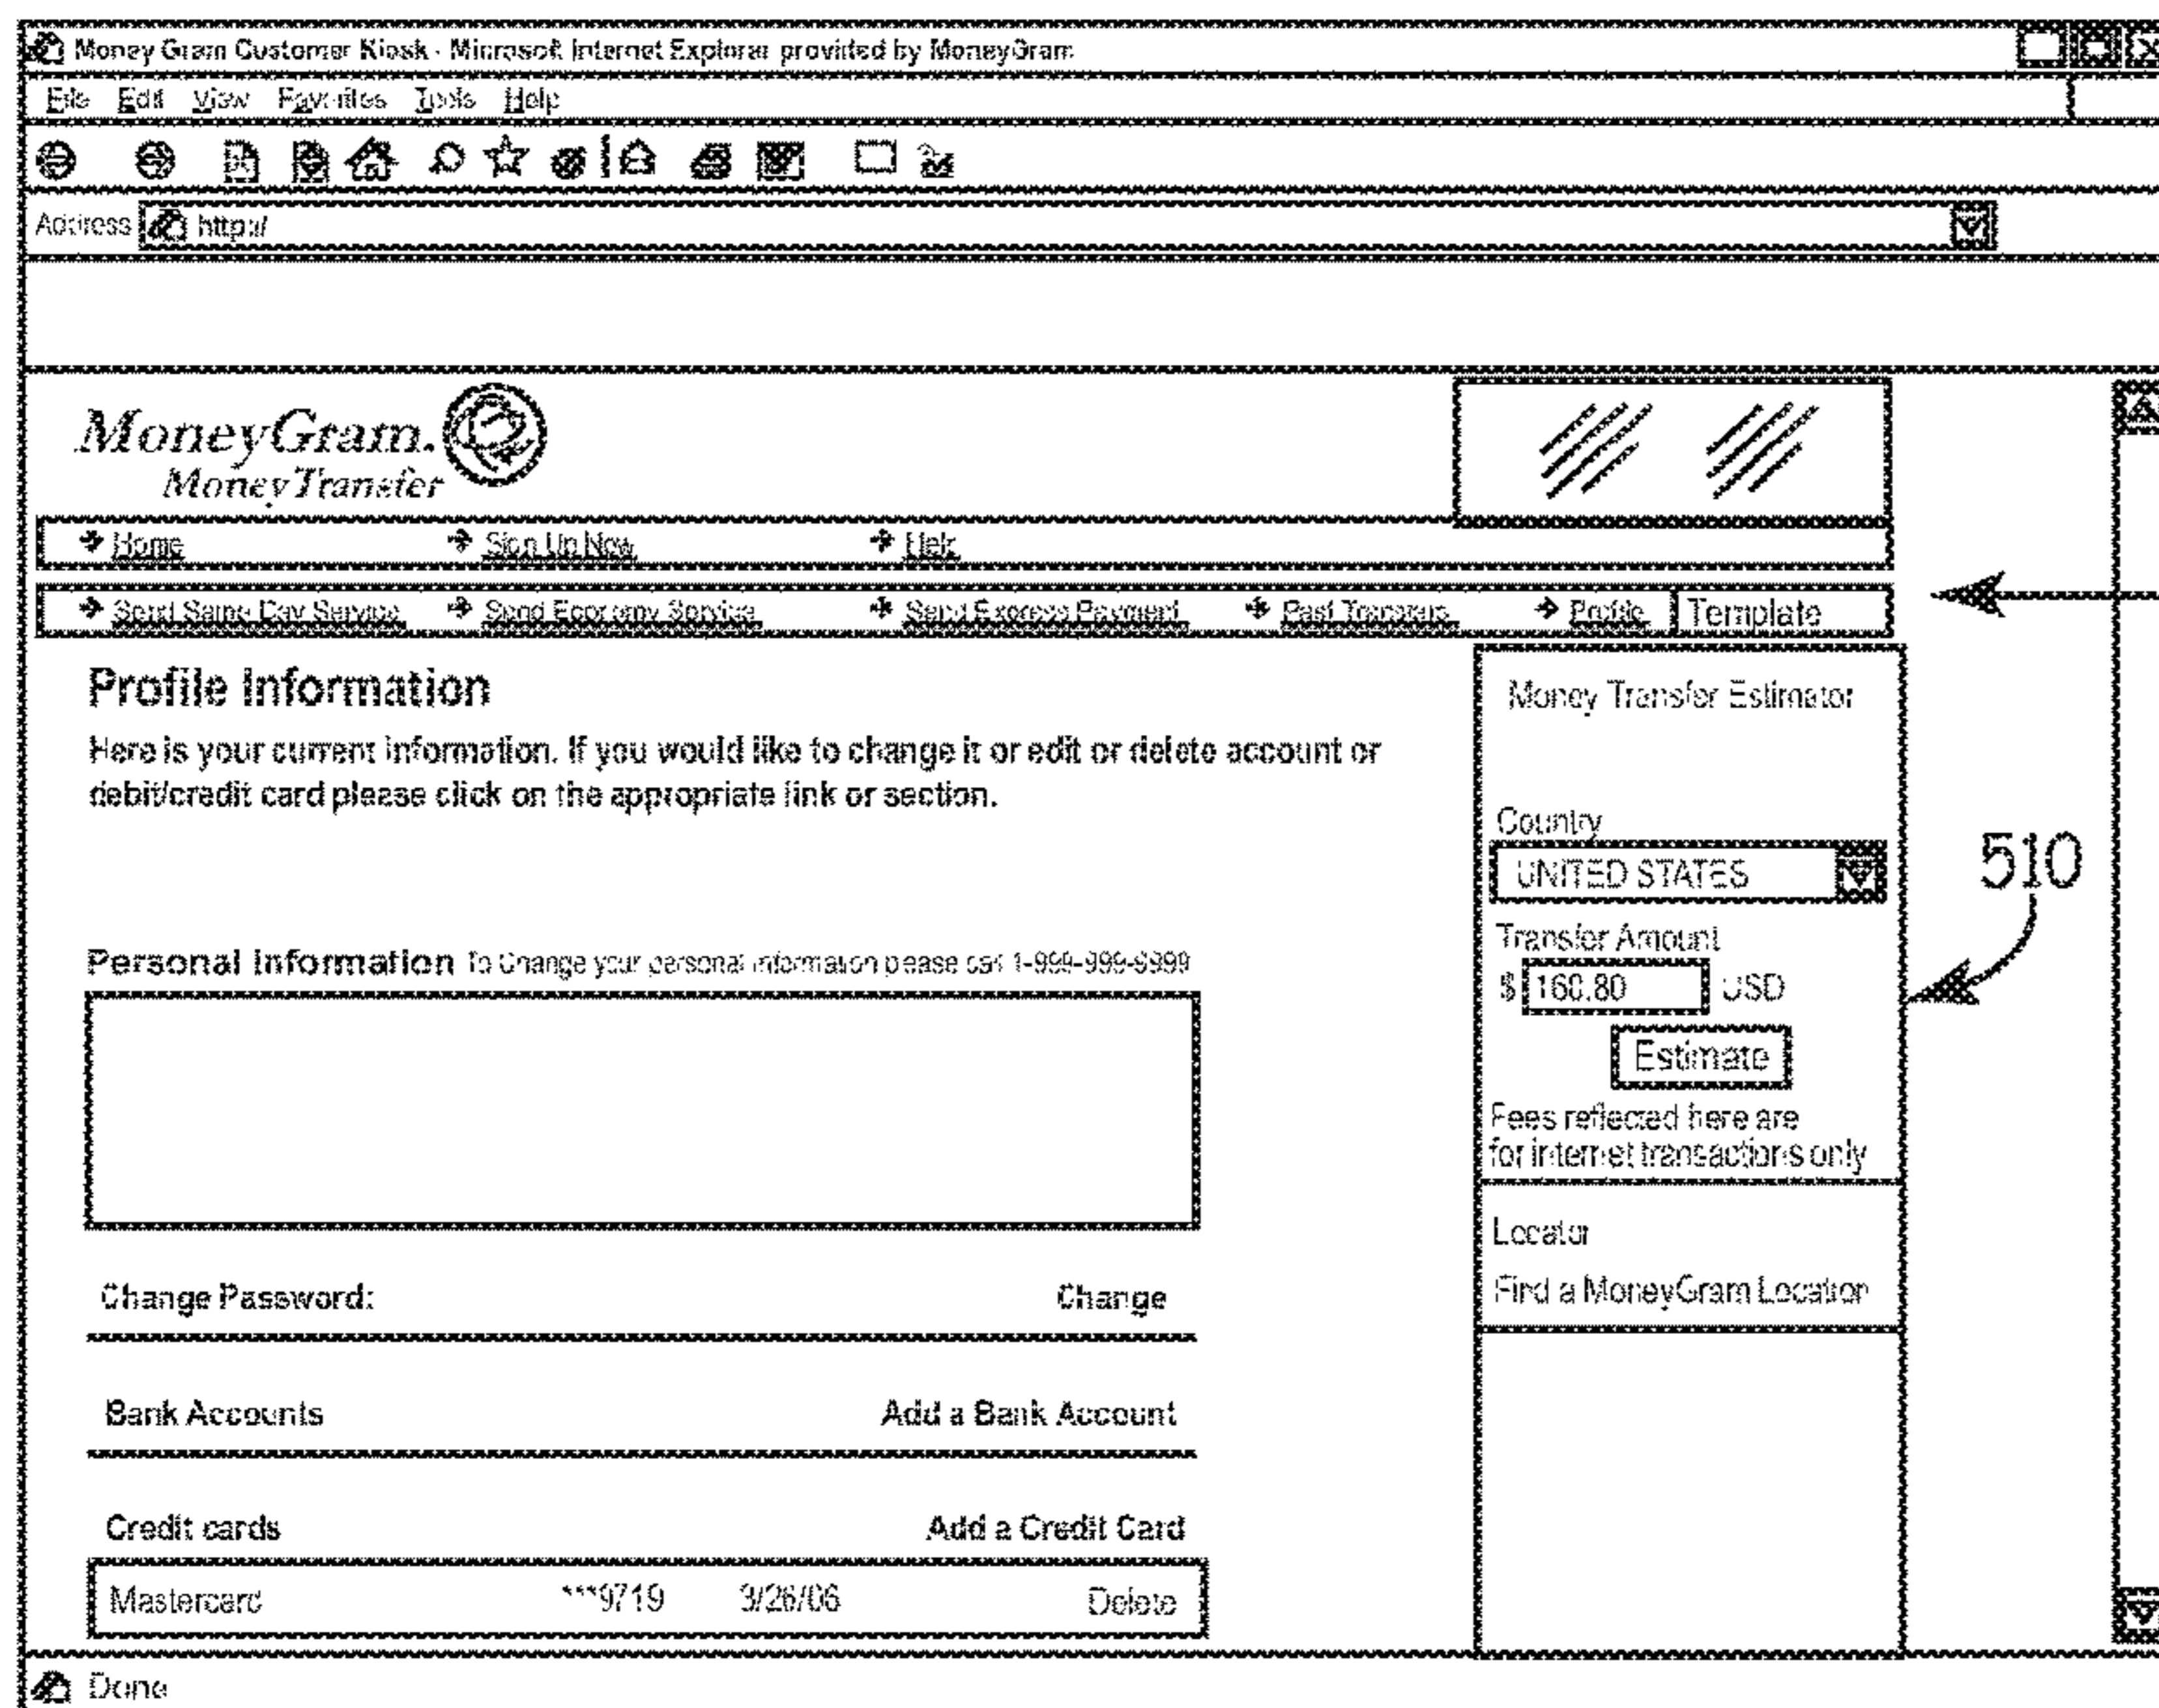 Money Gram Customer Kiosk - Microsoft Internet Explorer provided by MoneyGram
File Edit View Favorites Tools Help
Address http://
MoneyGram.
MoneyTransfer
Home Sign Up Now Help
Send Same Day Service Send Economy Service Send Express Payment Past Transfers Profile Template
Profile Information
Here is your current information. If you would like to change it or edit or delete account or
debit/credit card please click on the appropriate link or section.
Money Transfer Estimator
Country
UNITED STATES
510
Transfer Amount
$ 160.80 USD
Estimate
Fees reflected here are
for internet transactions only
Locator
Find a MoneyGram Location
Personal Information To Change your personal information please call 1-999-999-9999
Change Password: Change
Bank Accounts Add a Bank Account
Credit cards Add a Credit Card
Mastercard ***9719 3/26/06 Delete
Done